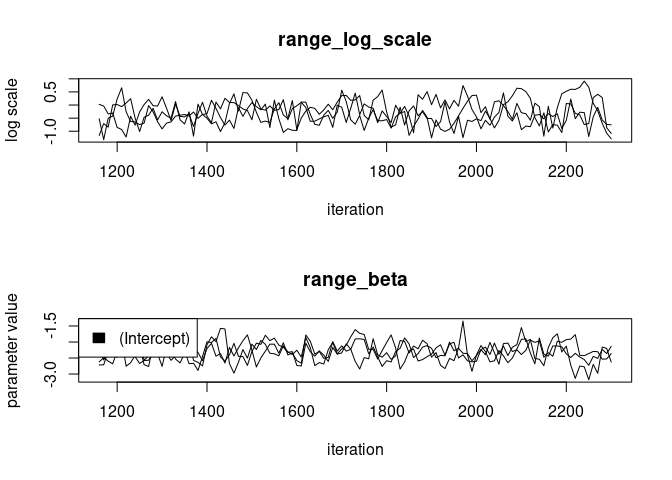 range_log_scale
log scale
0.5
-1.0
1200 1400 1600 1800 2000 2200
iteration
range_beta
parameter value
-1.5
-3.0
(Intercept)
1200 1400 1600 1800 2000 2200
iteration